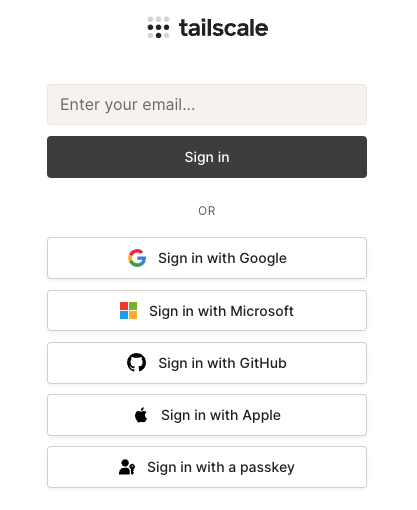 tailscale
Enter your email...
Sign in
OR
Sign in with Google
Sign in with Microsoft
Sign in with GitHub
Sign in with Apple
Sign in with a passkey